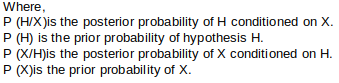 Where,
P (H/X)is the posterior probability of H conditioned on X.
P (H) is the prior probability of hypothesis H.
P (X/H)is the posterior probability of X conditioned on H.
P (X)is the prior probability of X.